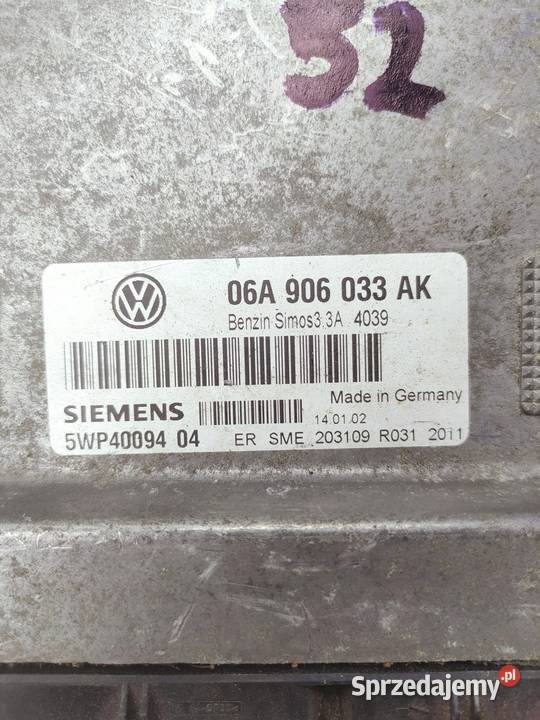 52
06A 906 033 AK
Benzin Simos3.3A 4039
Made in Germany
SIEMENS
14.01.02
5WP40094 04 ER SME 203109 R031 2011
Sprzedajemy.pl